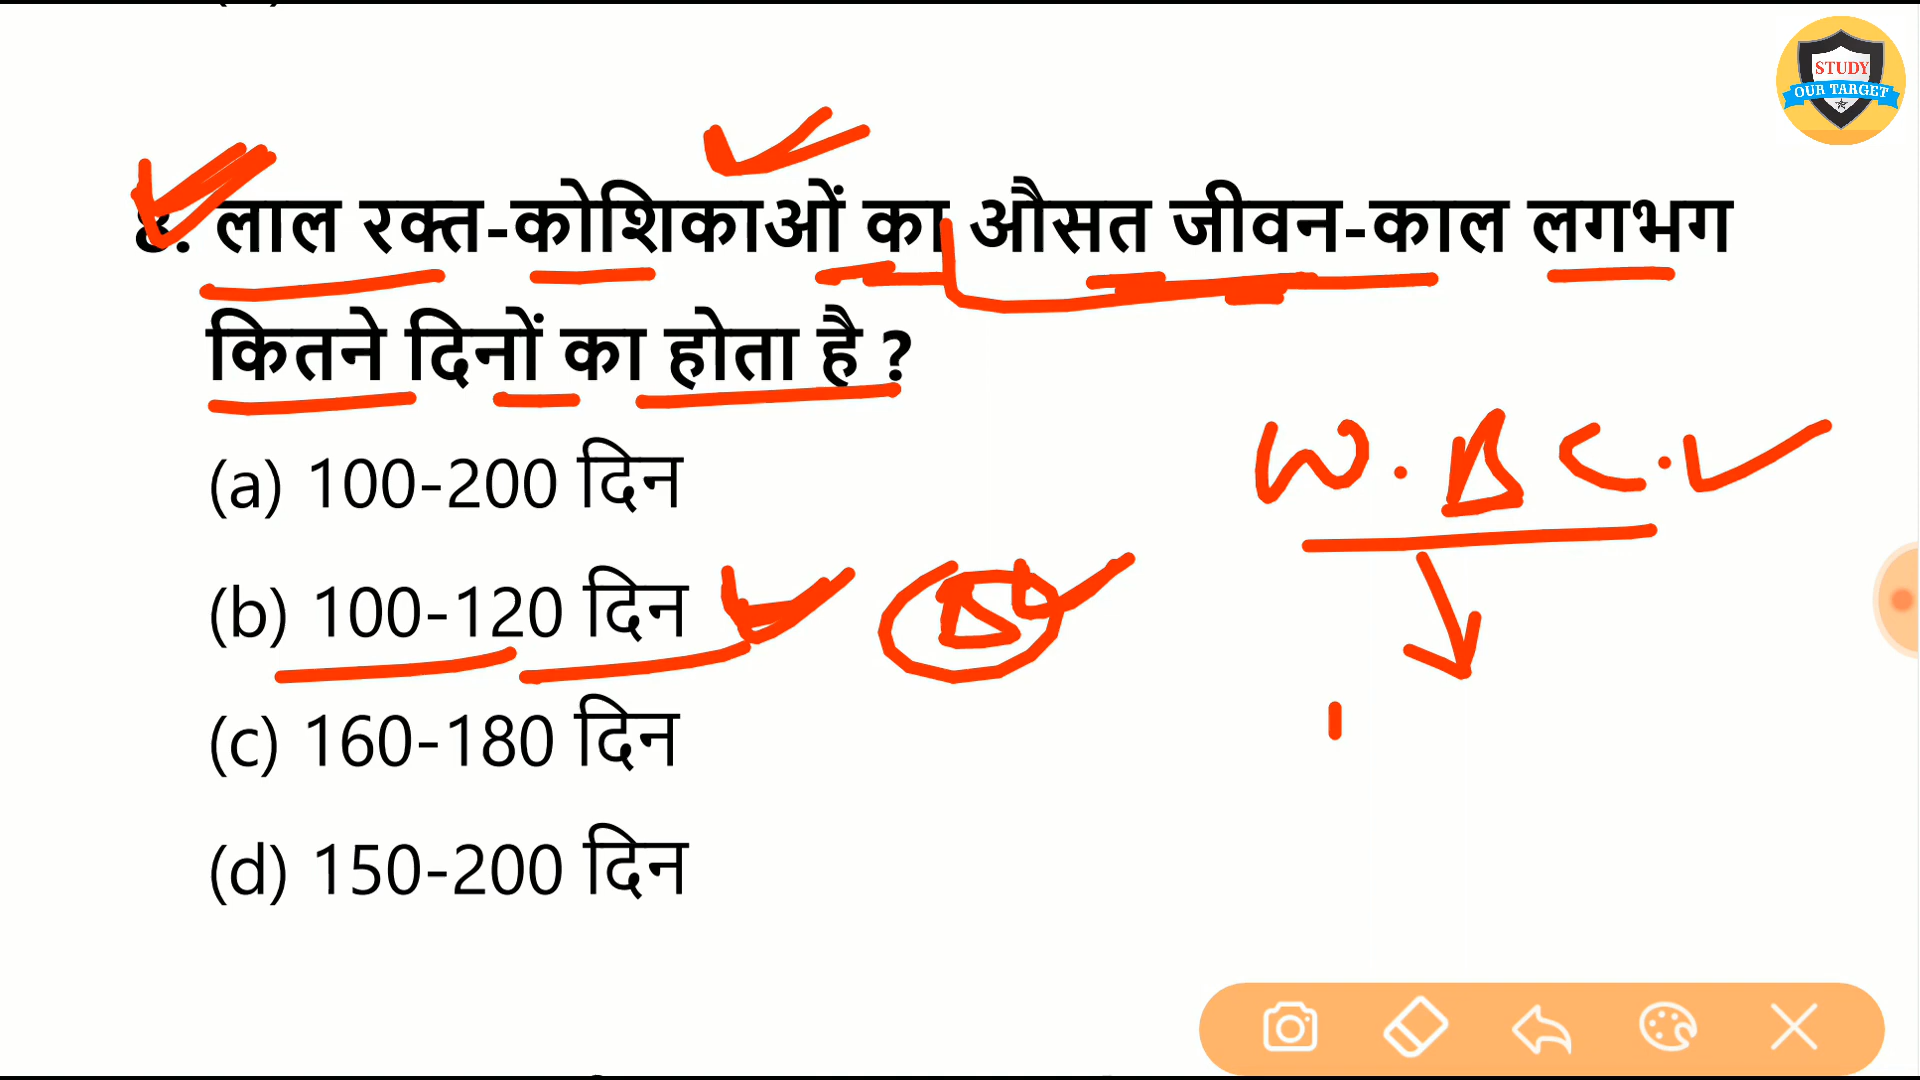 STUDY
OUR TARGET
8. लाल रक्त-कोशिकाओं का औसत जीवन-काल लगभग
कितने दिनों का होता है ?
(a) 100-200 दिन
W.B.C.
(b) 100-120 दिन
(c) 160-180 दिन
(d) 150-200 दिन